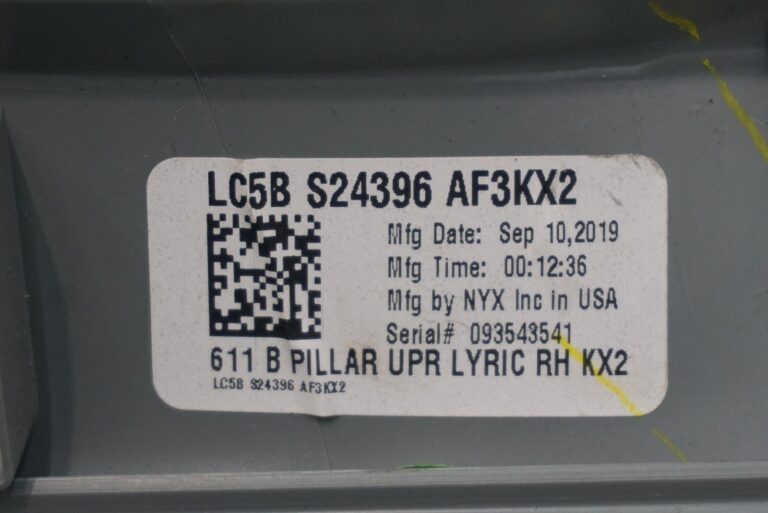 LC5B S24396 AF3KX2
Mfg Date: Sep 10,2019
Mfg Time: 00:12:36
Mfg by NYX Inc in USA
Serial# 093543541
611 B PILLAR UPR LYRIC RH KX2
LC5B S24396 AF3KX2